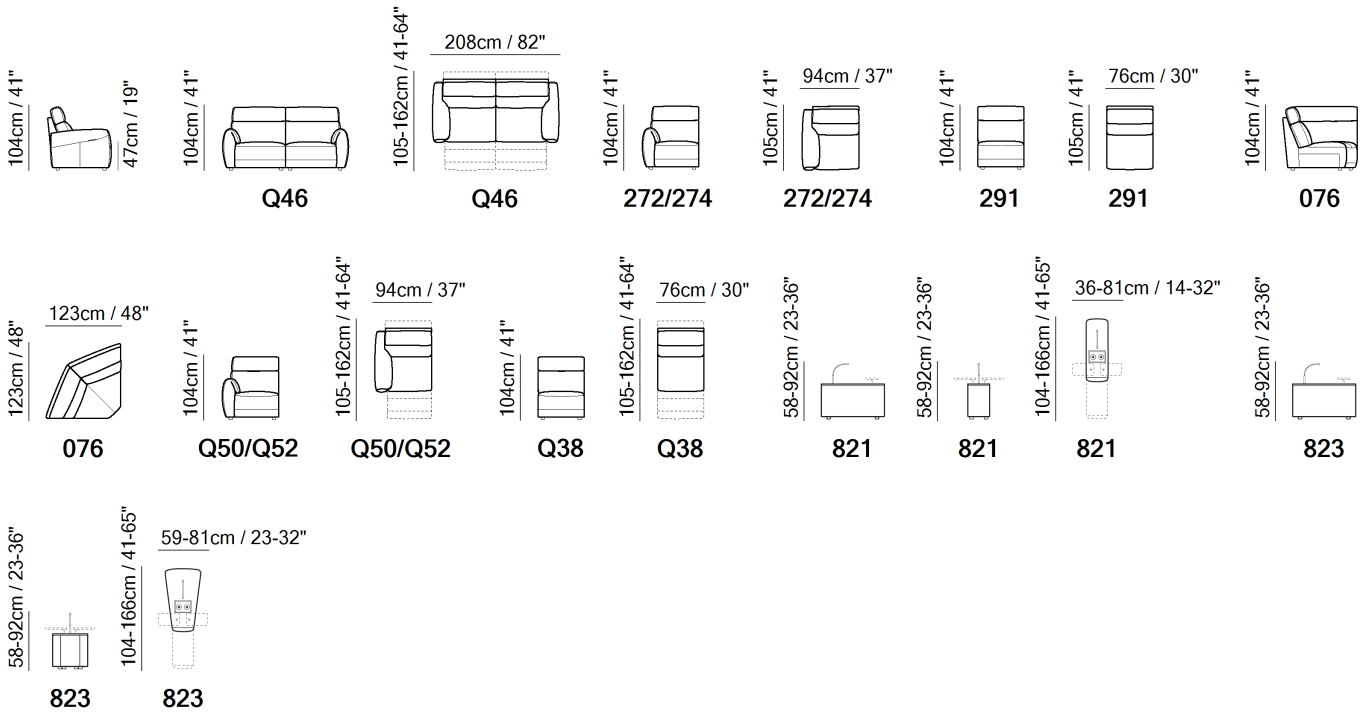 104cm / 41"
47cm / 19"
104cm / 41"
Q46
105-162cm / 41-64"
208cm / 82"
Q46
104cm / 41"
272/274
105cm / 41"
94cm / 37"
272/274
104cm / 41"
291
105cm / 41"
76cm / 30"
291
104cm / 41"
076
123cm / 48"
123cm / 48"
076
104cm / 41"
Q50/Q52
105-162cm / 41-64"
94cm / 37"
Q50/Q52
104cm / 41"
Q38
105-162cm / 41-64"
76cm / 30"
Q38
58-92cm / 23-36"
821
58-92cm / 23-36"
821
104-166cm / 41-65"
36-81cm / 14-32"
821
58-92cm / 23-36"
823
58-92cm / 23-36"
823
104-166cm / 41-65"
59-81cm / 23-32"
823